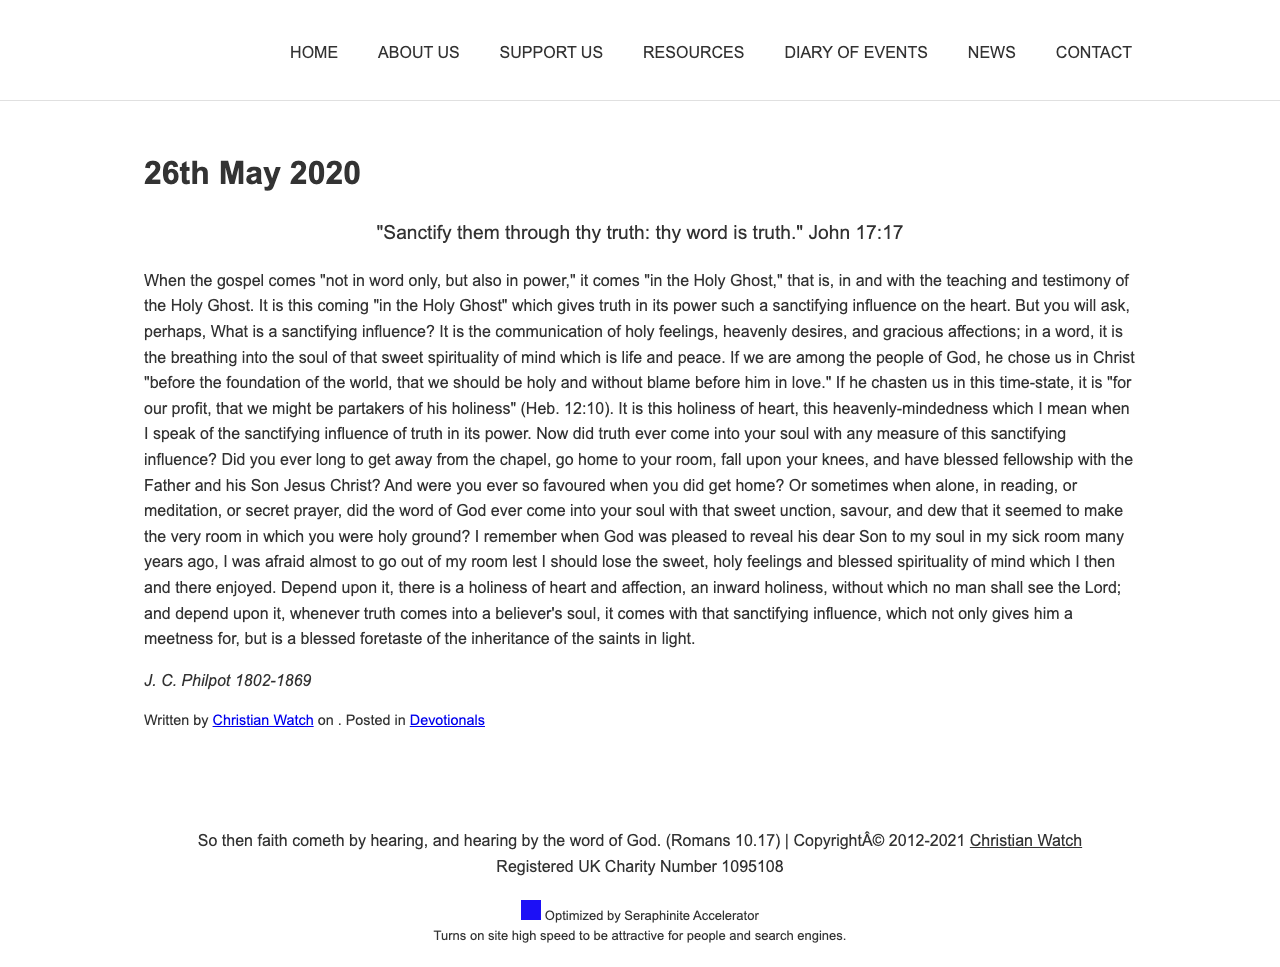 HOME ABOUT US SUPPORT US RESOURCES DIARY OF EVENTS NEWS CONTACT
26th May 2020
"Sanctify them through thy truth: thy word is truth." John 17:17
When the gospel comes "not in word only, but also in power," it comes "in the Holy Ghost," that is, in and with the teaching and testimony of
the Holy Ghost. It is this coming "in the Holy Ghost" which gives truth in its power such a sanctifying influence on the heart. But you will ask,
perhaps, What is a sanctifying influence? It is the communication of holy feelings, heavenly desires, and gracious affections; in a word, it is
the breathing into the soul of that sweet spirituality of mind which is life and peace. If we are among the people of God, he chose us in Christ
"before the foundation of the world, that we should be holy and without blame before him in love." If he chasten us in this time-state, it is "for
our profit, that we might be partakers of his holiness" (Heb. 12:10). It is this holiness of heart, this heavenly-mindedness which I mean when
I speak of the sanctifying influence of truth in its power. Now did truth ever come into your soul with any measure of this sanctifying
influence? Did you ever long to get away from the chapel, go home to your room, fall upon your knees, and have blessed fellowship with the
Father and his Son Jesus Christ? And were you ever so favoured when you did get home? Or sometimes when alone, in reading, or
meditation, or secret prayer, did the word of God ever come into your soul with that sweet unction, savour, and dew that it seemed to make
the very room in which you were holy ground? I remember when God was pleased to reveal his dear Son to my soul in my sick room many
years ago, I was afraid almost to go out of my room lest I should lose the sweet, holy feelings and blessed spirituality of mind which I then
and there enjoyed. Depend upon it, there is a holiness of heart and affection, an inward holiness, without which no man shall see the Lord;
and depend upon it, whenever truth comes into a believer's soul, it comes with that sanctifying influence, which not only gives him a
meetness for, but is a blessed foretaste of the inheritance of the saints in light.
J. C. Philpot 1802-1869
Written by Christian Watch on . Posted in Devotionals
So then faith cometh by hearing, and hearing by the word of God. (Romans 10.17) | CopyrightÂ© 2012-2021 Christian Watch
Registered UK Charity Number 1095108
Optimized by Seraphinite Accelerator
Turns on site high speed to be attractive for people and search engines.